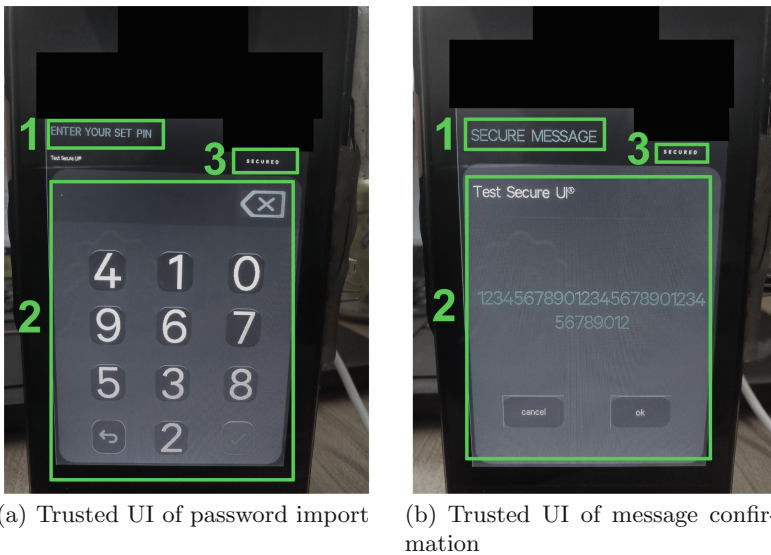 1 ENTER YOUR SET PIN
Test Secure UI®
3 SECURED
4 1 0
2
9 6 7
5 3 8
2
1 SECURE MESSAGE
3 SECURED
Test Secure UI®
2
123456789012345678901234
56789012
cancel ok
(a) Trusted UI of password import
(b) Trusted UI of message confir-
mation